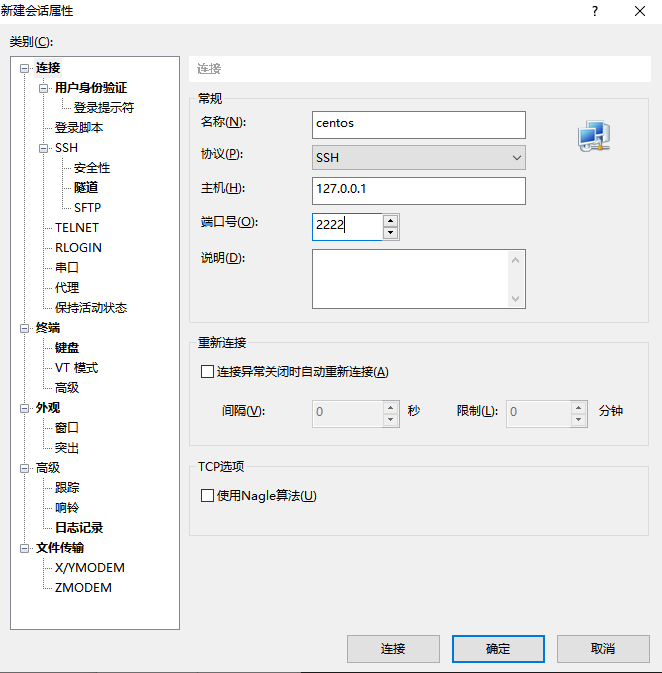 新建会话属性
?
类别(C):
连接
用户身份验证
登录提示符
登录脚本
SSH
安全性
隧道
SFTP
TELNET
RLOGIN
串口
代理
保持活动状态
终端
键盘
VT 模式
高级
外观
窗口
突出
高级
跟踪
响铃
日志记录
文件传输
X/YMODEM
ZMODEM
连接
常规
名称(N): centos
协议(P): SSH
主机(H): 127.0.0.1
端口号(O): 2222
说明(D):
重新连接
连接异常关闭时自动重新连接(A)
间隔(V): 0 秒 限制(L): 0 分钟
TCP选项
使用Nagle算法(U)
连接 确定 取消